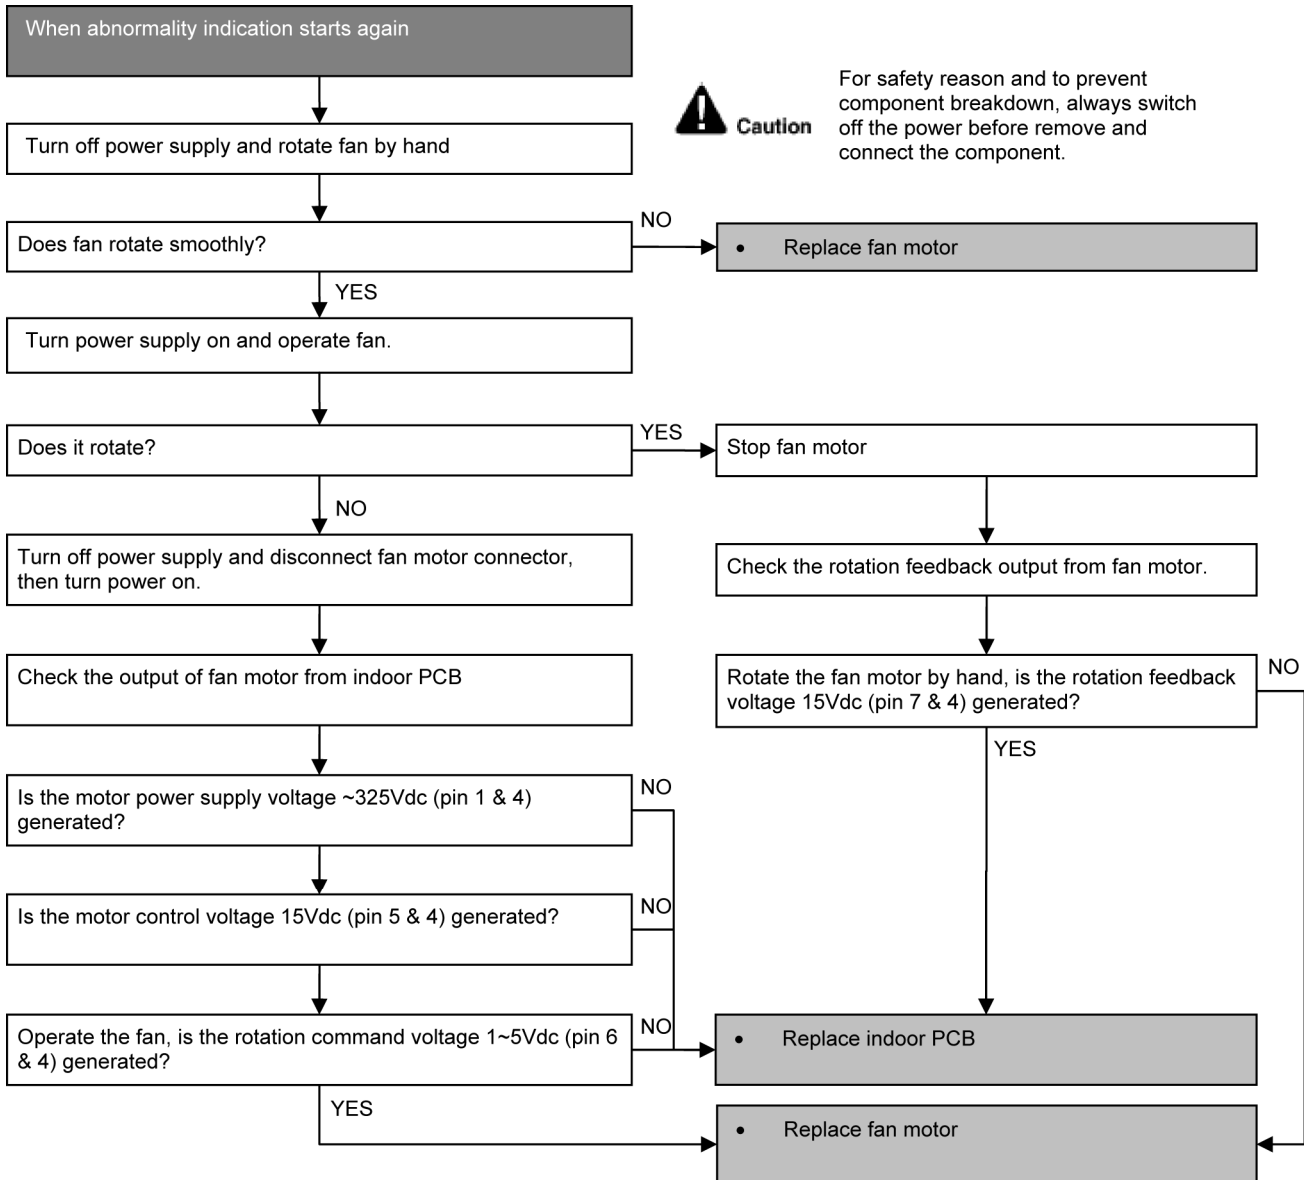 When abnormality indication starts again
For safety reason and to prevent
component breakdown, always switch
off the power before remove and
connect the component.
Caution
Turn off power supply and rotate fan by hand
Does fan rotate smoothly?
NO
• Replace fan motor
YES
Turn power supply on and operate fan.
Does it rotate?
YES
Stop fan motor
NO
Turn off power supply and disconnect fan motor connector,
then turn power on.
Check the rotation feedback output from fan motor.
Check the output of fan motor from indoor PCB
Rotate the fan motor by hand, is the rotation feedback
voltage 15Vdc (pin 7 & 4) generated?
NO
YES
Is the motor power supply voltage ~325Vdc (pin 1 & 4)
generated?
NO
Is the motor control voltage 15Vdc (pin 5 & 4) generated?
NO
Operate the fan, is the rotation command voltage 1~5Vdc (pin 6
& 4) generated?
NO
• Replace indoor PCB
YES
• Replace fan motor